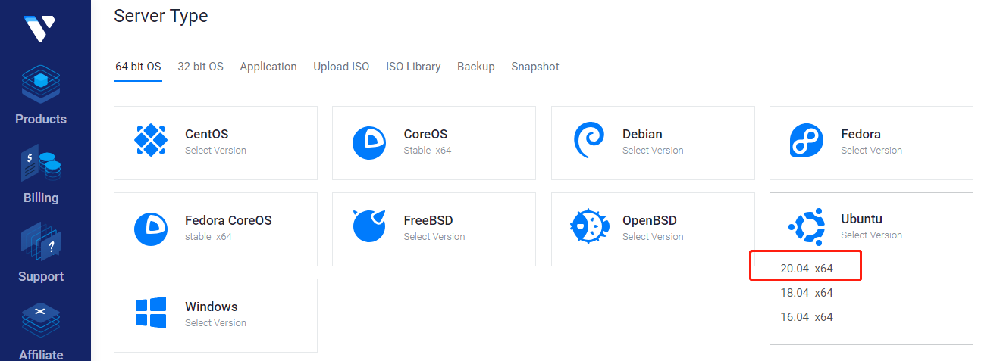 Server Type
64 bit OS
32 bit OS
Application
Upload ISO
ISO Library
Backup
Snapshot
Products
Billing
Support
Affiliate
CentOS
Select Version
CoreOS
Stable x64
Debian
Select Version
Fedora
Select Version
Fedora CoreOS
stable x64
FreeBSD
Select Version
OpenBSD
Select Version
Ubuntu
Select Version
20.04 x64
18.04 x64
16.04 x64
Windows
Select Version